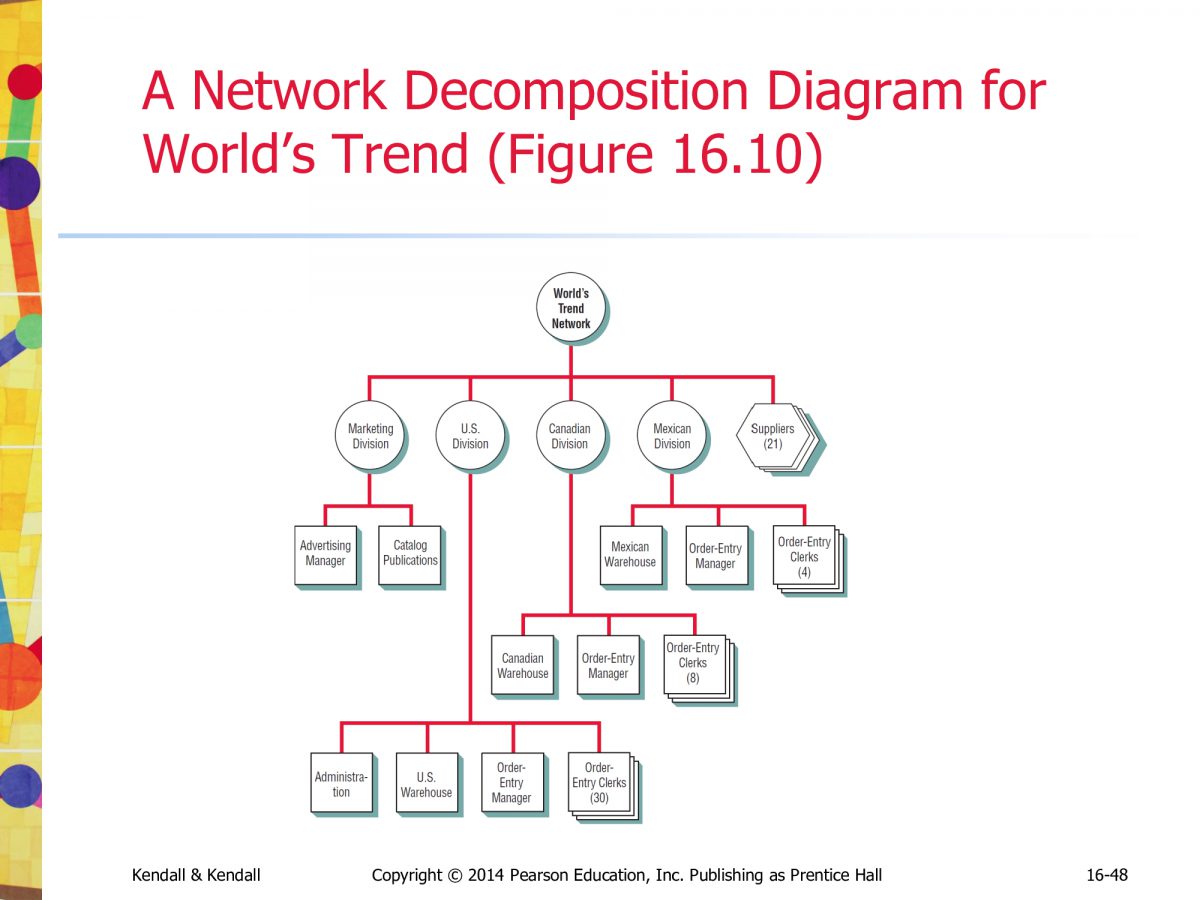 A Network Decomposition Diagram for
World’s Trend (Figure 16.10)
World’s
Trend
Network
Marketing
Division
U.S.
Division
Canadian
Division
Mexican
Division
Suppliers
(21)
Advertising
Manager
Catalog
Publications
Mexican
Warehouse
Order-Entry
Manager
Order-Entry
Clerks
(4)
Canadian
Warehouse
Order-Entry
Manager
Order-Entry
Clerks
(8)
Administra-
tion
U.S.
Warehouse
Order-
Entry
Manager
Order-
Entry Clerks
(30)
Kendall & Kendall
Copyright © 2014 Pearson Education, Inc. Publishing as Prentice Hall
16-48